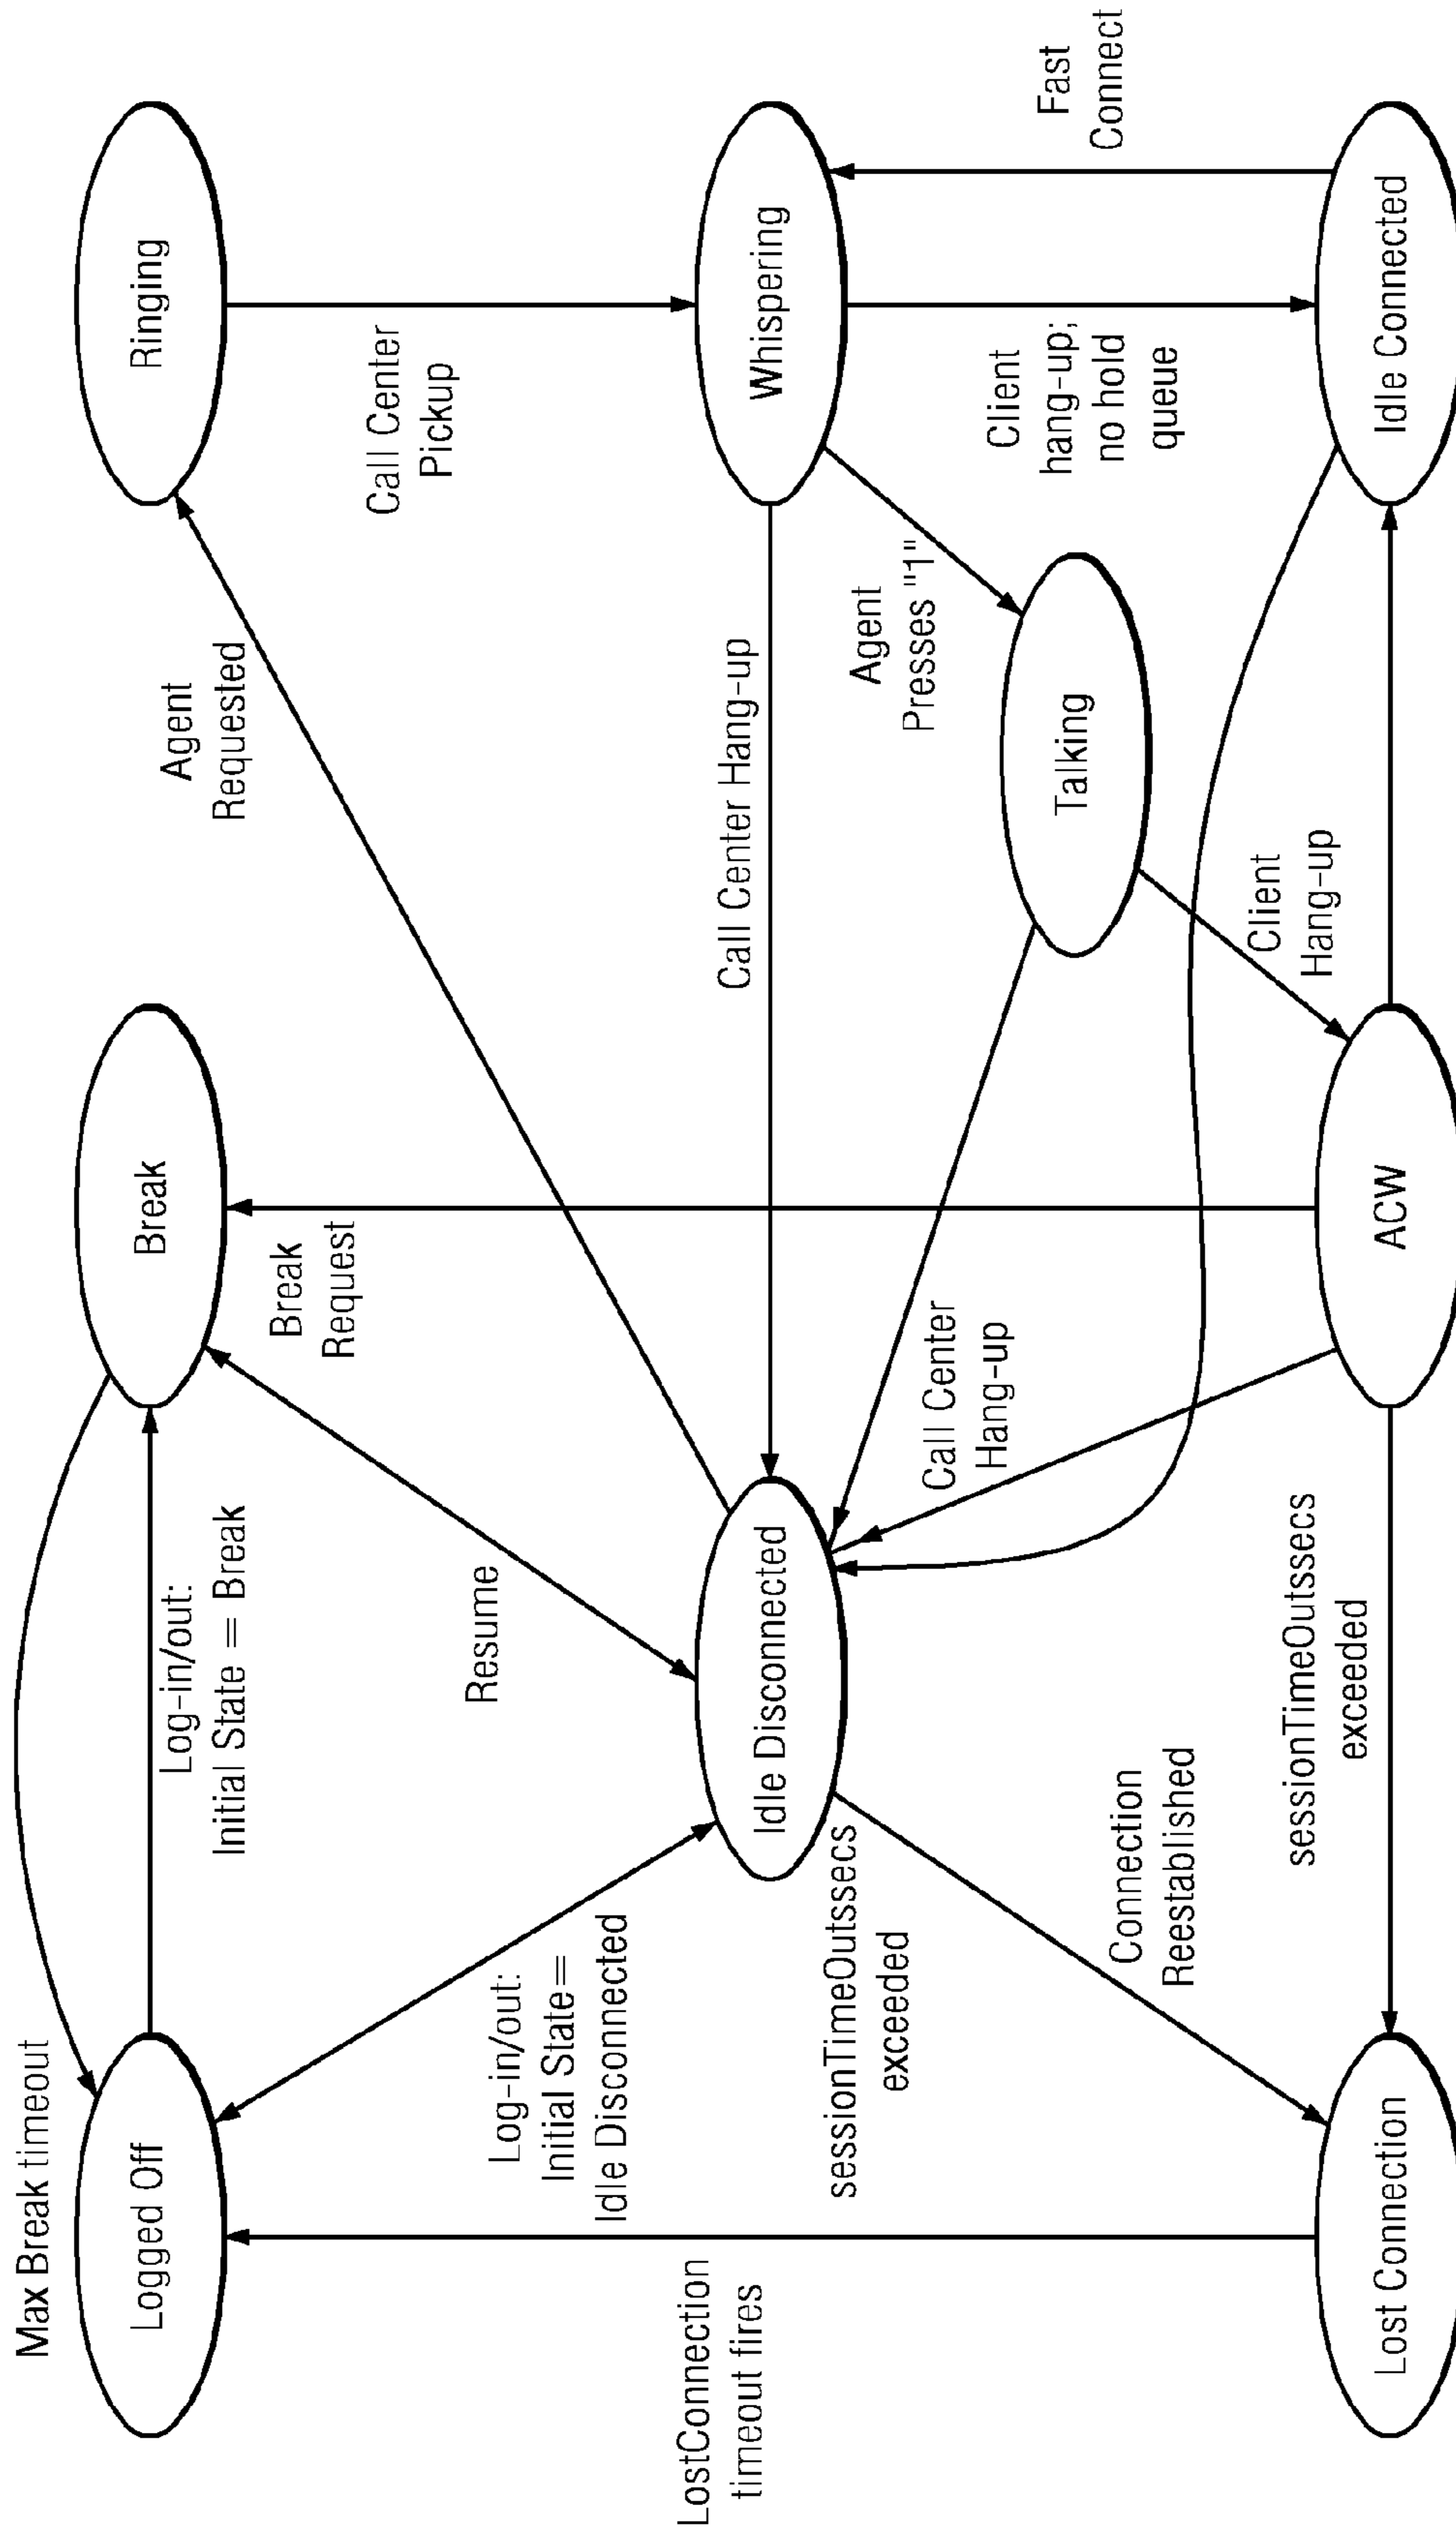 Max Break timeout
Logged Off
Log-in/out:
Initial State = Break
Break
Agent
Requested
Ringing
Break
Request
Resume
Call Center
Pickup
Log-in/out:
Initial State=
Idle Disconnected
LostConnection
timeout fires
Idle Disconnected
Call Center Hang-up
Whispering
sessionTimeOutssecs
exceeded
Agent
Presses "1"
Client
hang-up;
no hold
queue
Fast
Connect
Call Center
Hang-up
Talking
Connection
Reestablished
Client
Hang-up
sessionTimeOutssecs
exceeded
Lost Connection
ACW
Idle Connected